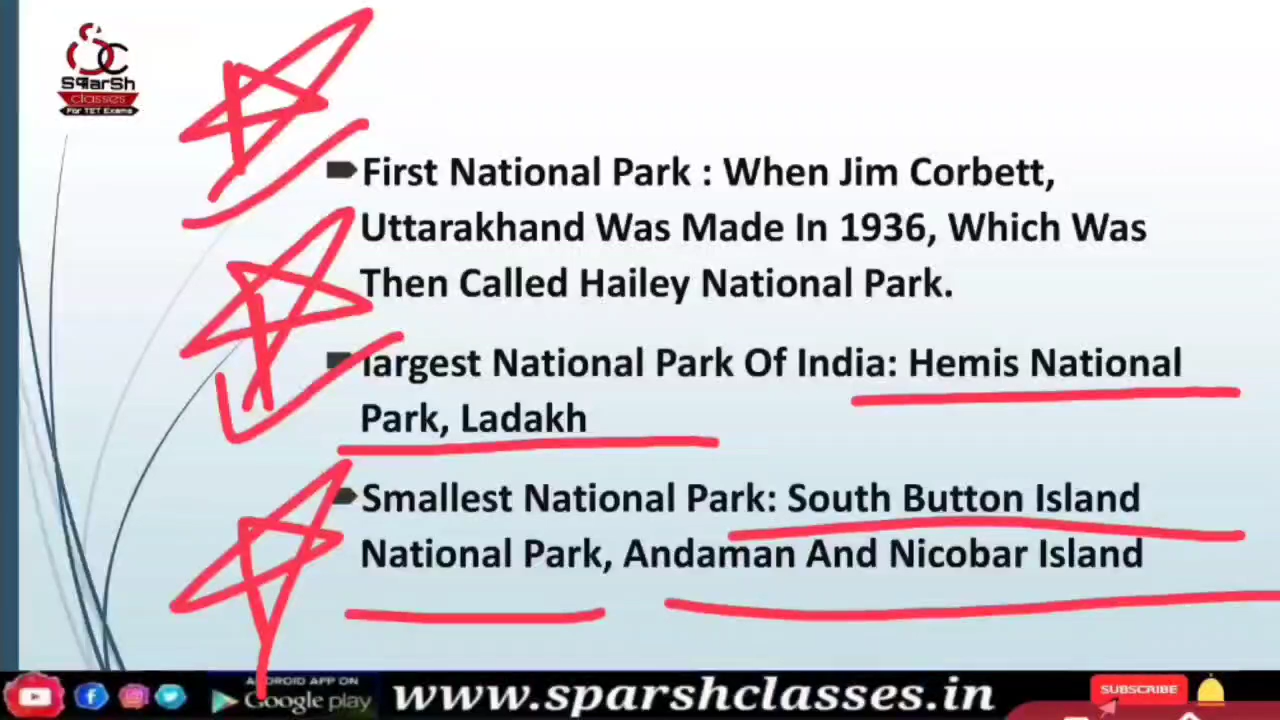 SParSh
classes
For TET Exams
First National Park : When Jim Corbett,
Uttarakhand Was Made In 1936, Which Was
Then Called Hailey National Park.
largest National Park Of India: Hemis National
Park, Ladakh
Smallest National Park: South Button Island
National Park, Andaman And Nicobar Island
ANDROID APP ON
Google play
www.sparshclasses.in
SUBSCRIBE